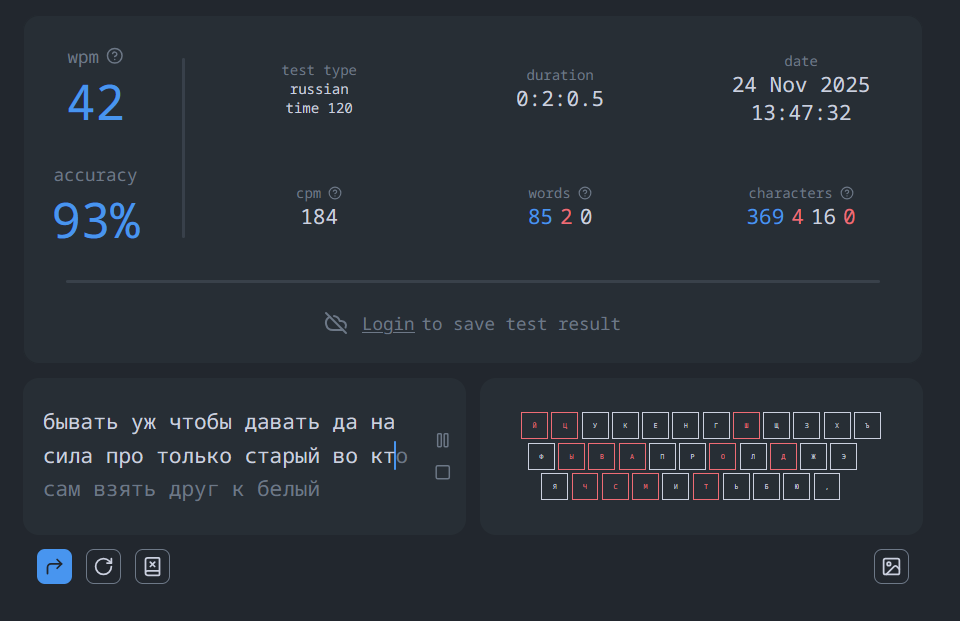 wpm
42
accuracy
93%
test type
russian
time 120
duration
0:2:0.5
date
24 Nov 2025
13:47:32
cpm
184
words
85 2 0
characters
369 4 16 0
Login to save test result
бывать уж чтобы давать да на
сила про только старый во кто
сам взять друг к белый
Й Ц У К Е Н Г Ш Щ З Х Ъ
Ф Ы В А П Р О Л Д Ж Э
Я Ч С М И Т Ь Б Ю .